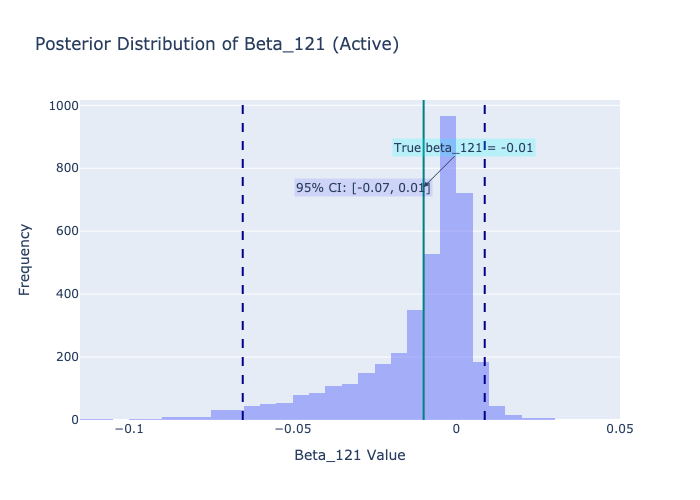 Posterior Distribution of Beta_121 (Active)
1000
True beta_121 = -0.01
800
95% CI: [-0.07, 0.01]
600
Frequency
400
200
0
−0.1 −0.05 0 0.05
Beta_121 Value